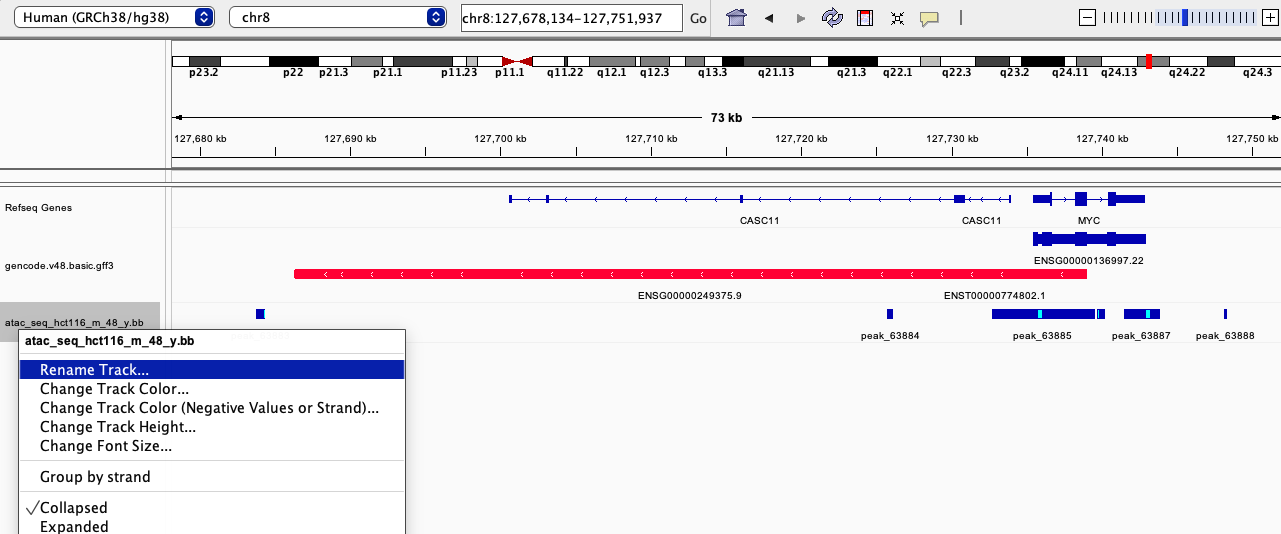 Human (GRCh38/hg38) chr8 chr8:127,678,134-127,751,937 Go
p23.2 p22 p21.3 p21.1 p11.23 p11.1 q11.22 q12.1 q12.3 q13.3 q21.13 q21.3 q22.1 q22.3 q23.2 q24.11 q24.13 q24.22 q24.3
73 kb
127,680 kb 127,690 kb 127,700 kb 127,710 kb 127,720 kb 127,730 kb 127,740 kb 127,750 kb
Refseq Genes
CASC11 CASC11 MYC
ENSG00000136997.22
gencode.v48.basic.gff3
ENSG00000249375.9 ENST00000774802.1
atac_seq_hct116_m_48_y.bb
peak_63884 peak_63885 peak_63887 peak_63888
atac_seq_hct116_m_48_y.bb
Rename Track...
Change Track Color...
Change Track Color (Negative Values or Strand)...
Change Track Height...
Change Font Size...
Group by strand
Collapsed
Expanded